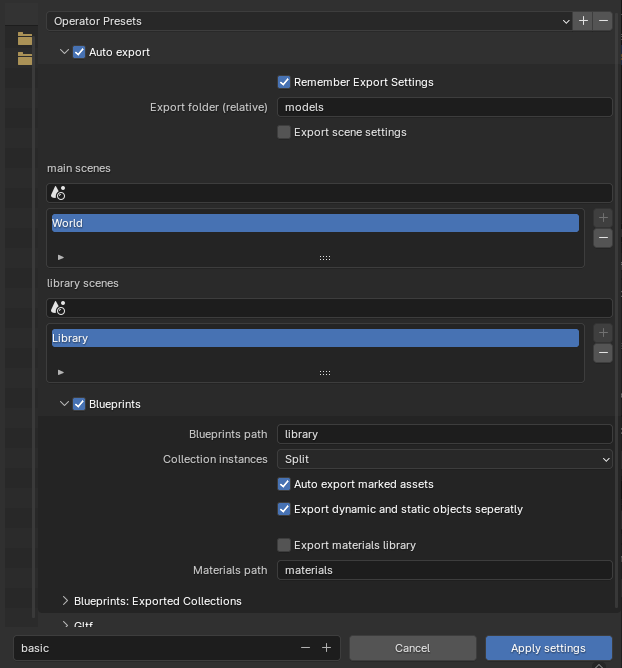 Operator Presets
Auto export
Remember Export Settings
Export folder (relative) models
Export scene settings
main scenes
World
library scenes
Library
Blueprints
Blueprints path library
Collection instances Split
Auto export marked assets
Export dynamic and static objects seperatly
Export materials library
Materials path materials
Blueprints: Exported Collections
Gltf
basic Cancel Apply settings